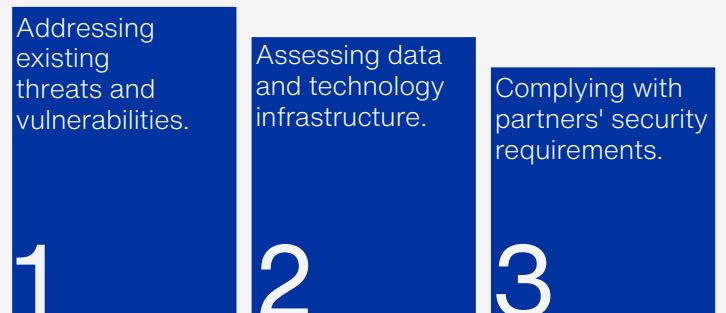 Addressing
existing
threats and
vulnerabilities.
1
Assessing data
and technology
infrastructure.
2
Complying with
partners' security
requirements.
3